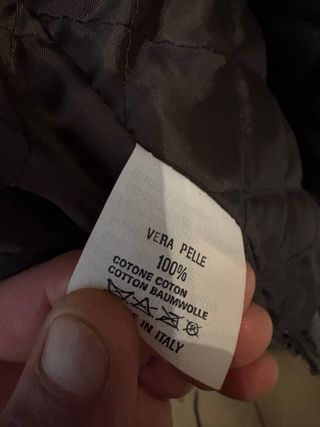 VERA PELLE
100%
COTONE COTON
COTTON BAUMWOLLE
IN ITALY